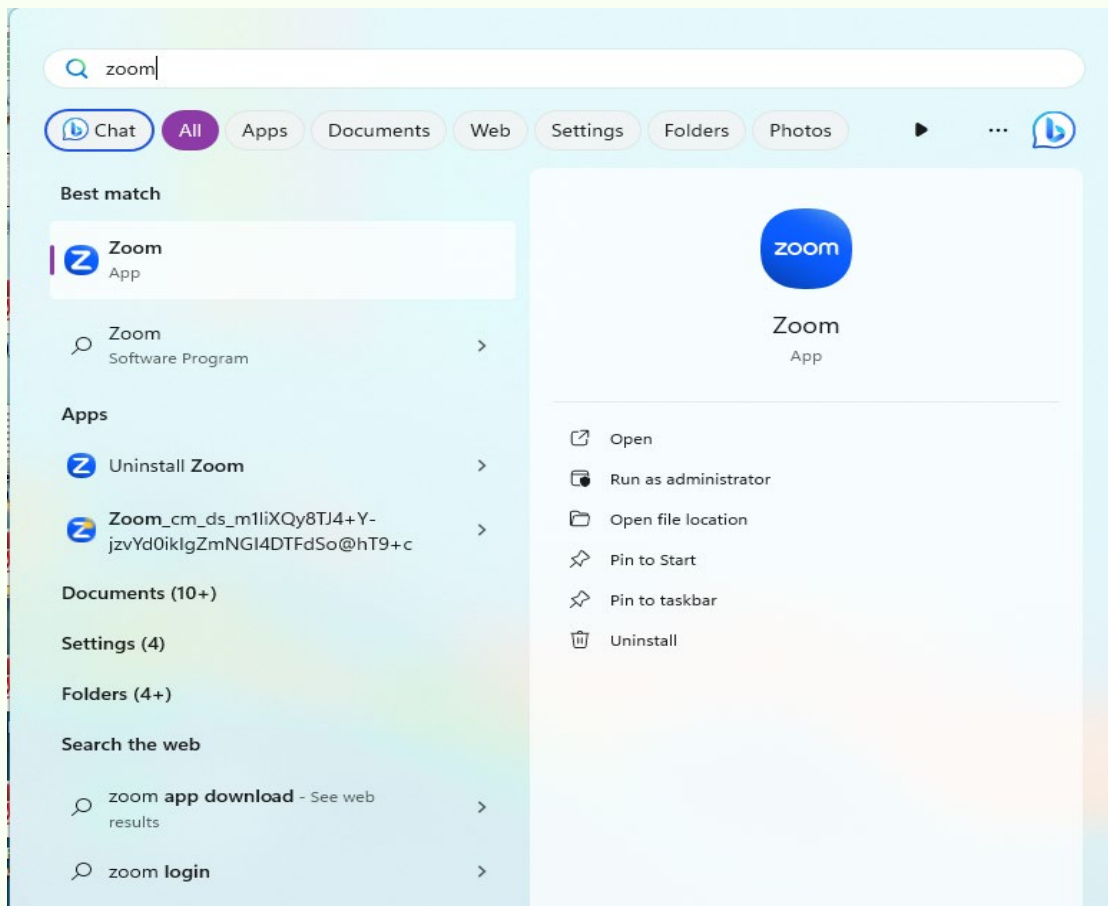 zoom
Chat All Apps Documents Web Settings Folders Photos
Best match
Zoom
App
Zoom
Software Program
Apps
Uninstall Zoom
Zoom_cm_ds_m1liXQy8TJ4+Y-
jzvYd0ikIgZmNGI4DTFdSo@hT9+c
Documents (10+)
Settings (4)
Folders (4+)
Search the web
zoom app download - See web
results
zoom login
zoom
Zoom
App
Open
Run as administrator
Open file location
Pin to Start
Pin to taskbar
Uninstall